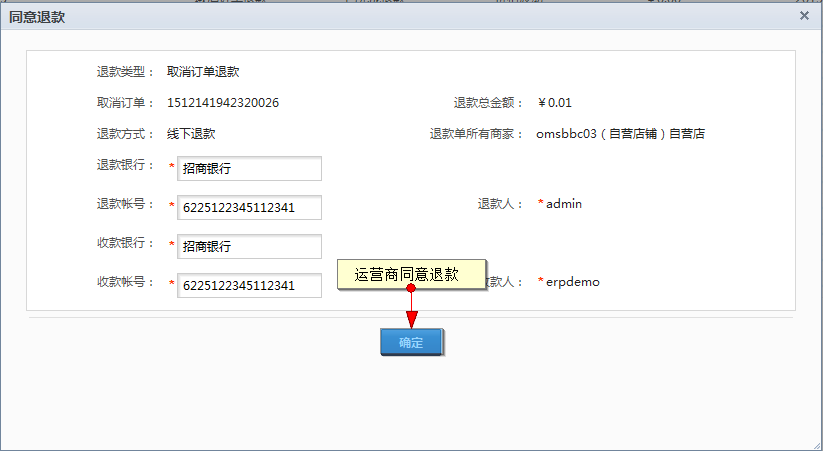 同意退款
退款类型： 取消订单退款
取消订单： 1512141942320026 退款总金额： ￥0.01
退款方式： 线下退款 退款单所有商家： omsbbc03（自营店铺）自营店
退款银行： * 招商银行
退款帐号： * 6225122345112341 退款人： * admin
收款银行： * 招商银行
运营商同意退款
收款帐号： * 6225122345112341 款人： * erpdemo
确定